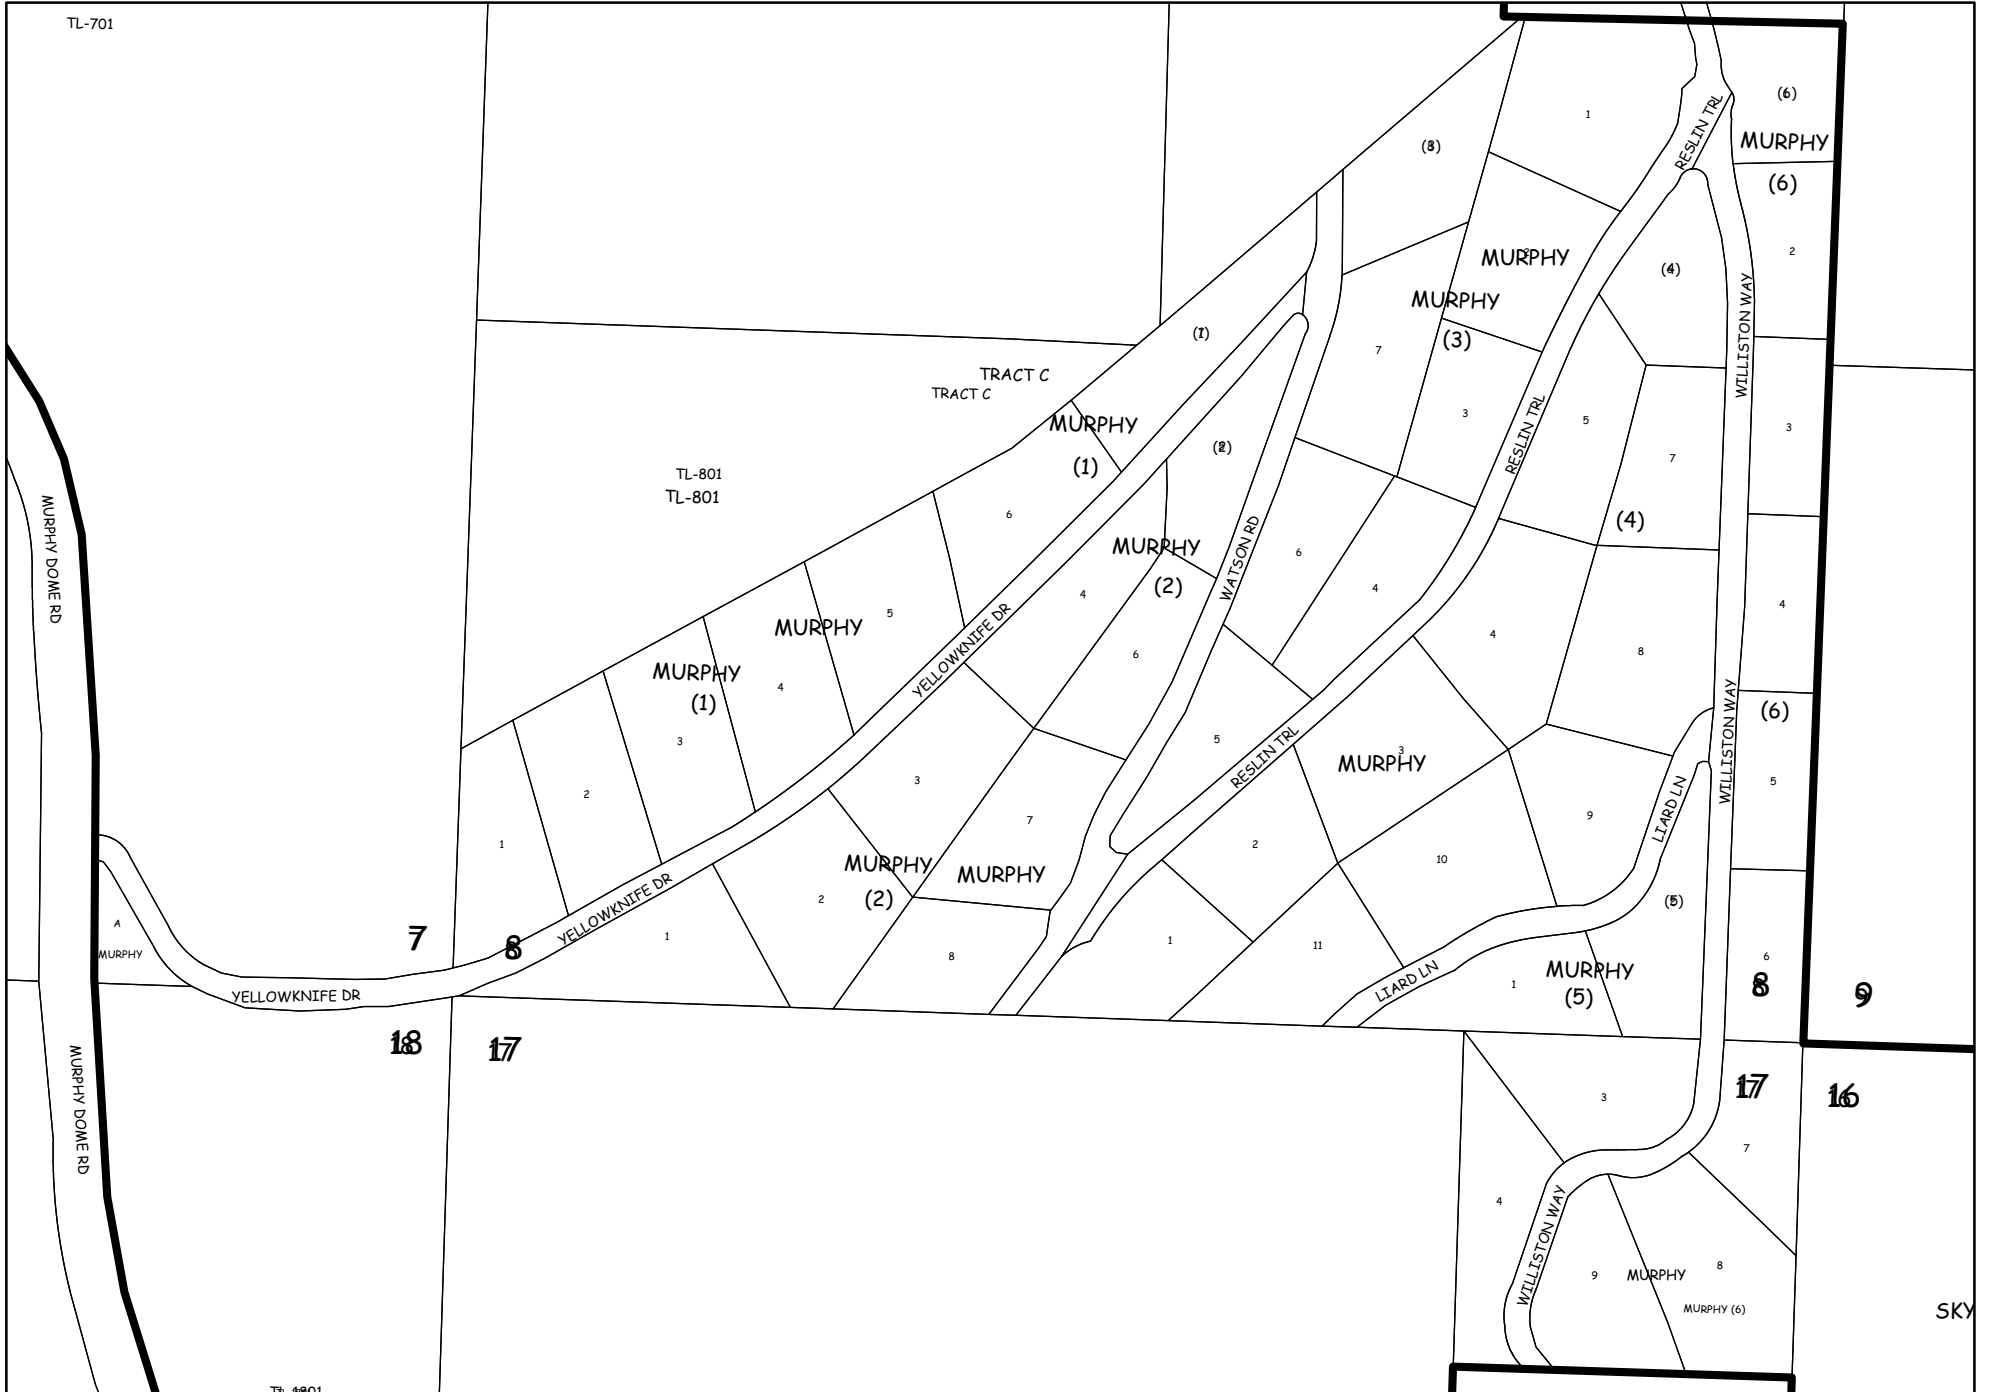 TL-701
1
(6)
MURPHY
(6)
RESLIN TRL
2
MURPHY
2
MURPHY
(3)
(4)
(1)
7
WILLISTON WAY
TRACT C
TRACT C
3
5
3
RESLIN TRL
MURPHY
(1)
(2)
7
TL-801
TL-801
6
(4)
MURPHY DOME RD
MURPHY
(2)
WATSON RD
6
4
4
4
5
MURPHY
YELLOWKNIFE DR
6
4
8
MURPHY
(1)
4
3
(6)
WILLISTON WAY
5
RESLIN TRL
3
MURPHY
2
3
5
LIARD LN
9
7
1
2
10
MURPHY
(2)
MURPHY
2
(5)
A
MURPHY
7
8
YELLOWKNIFE DR
1
8
1
11
LIARD LN
1
MURPHY
(5)
6
8
9
YELLOWKNIFE DR
18
17
MURPHY DOME RD
3
17
16
7
4
WILLISTON WAY
9
MURPHY
8
MURPHY (6)
SKY